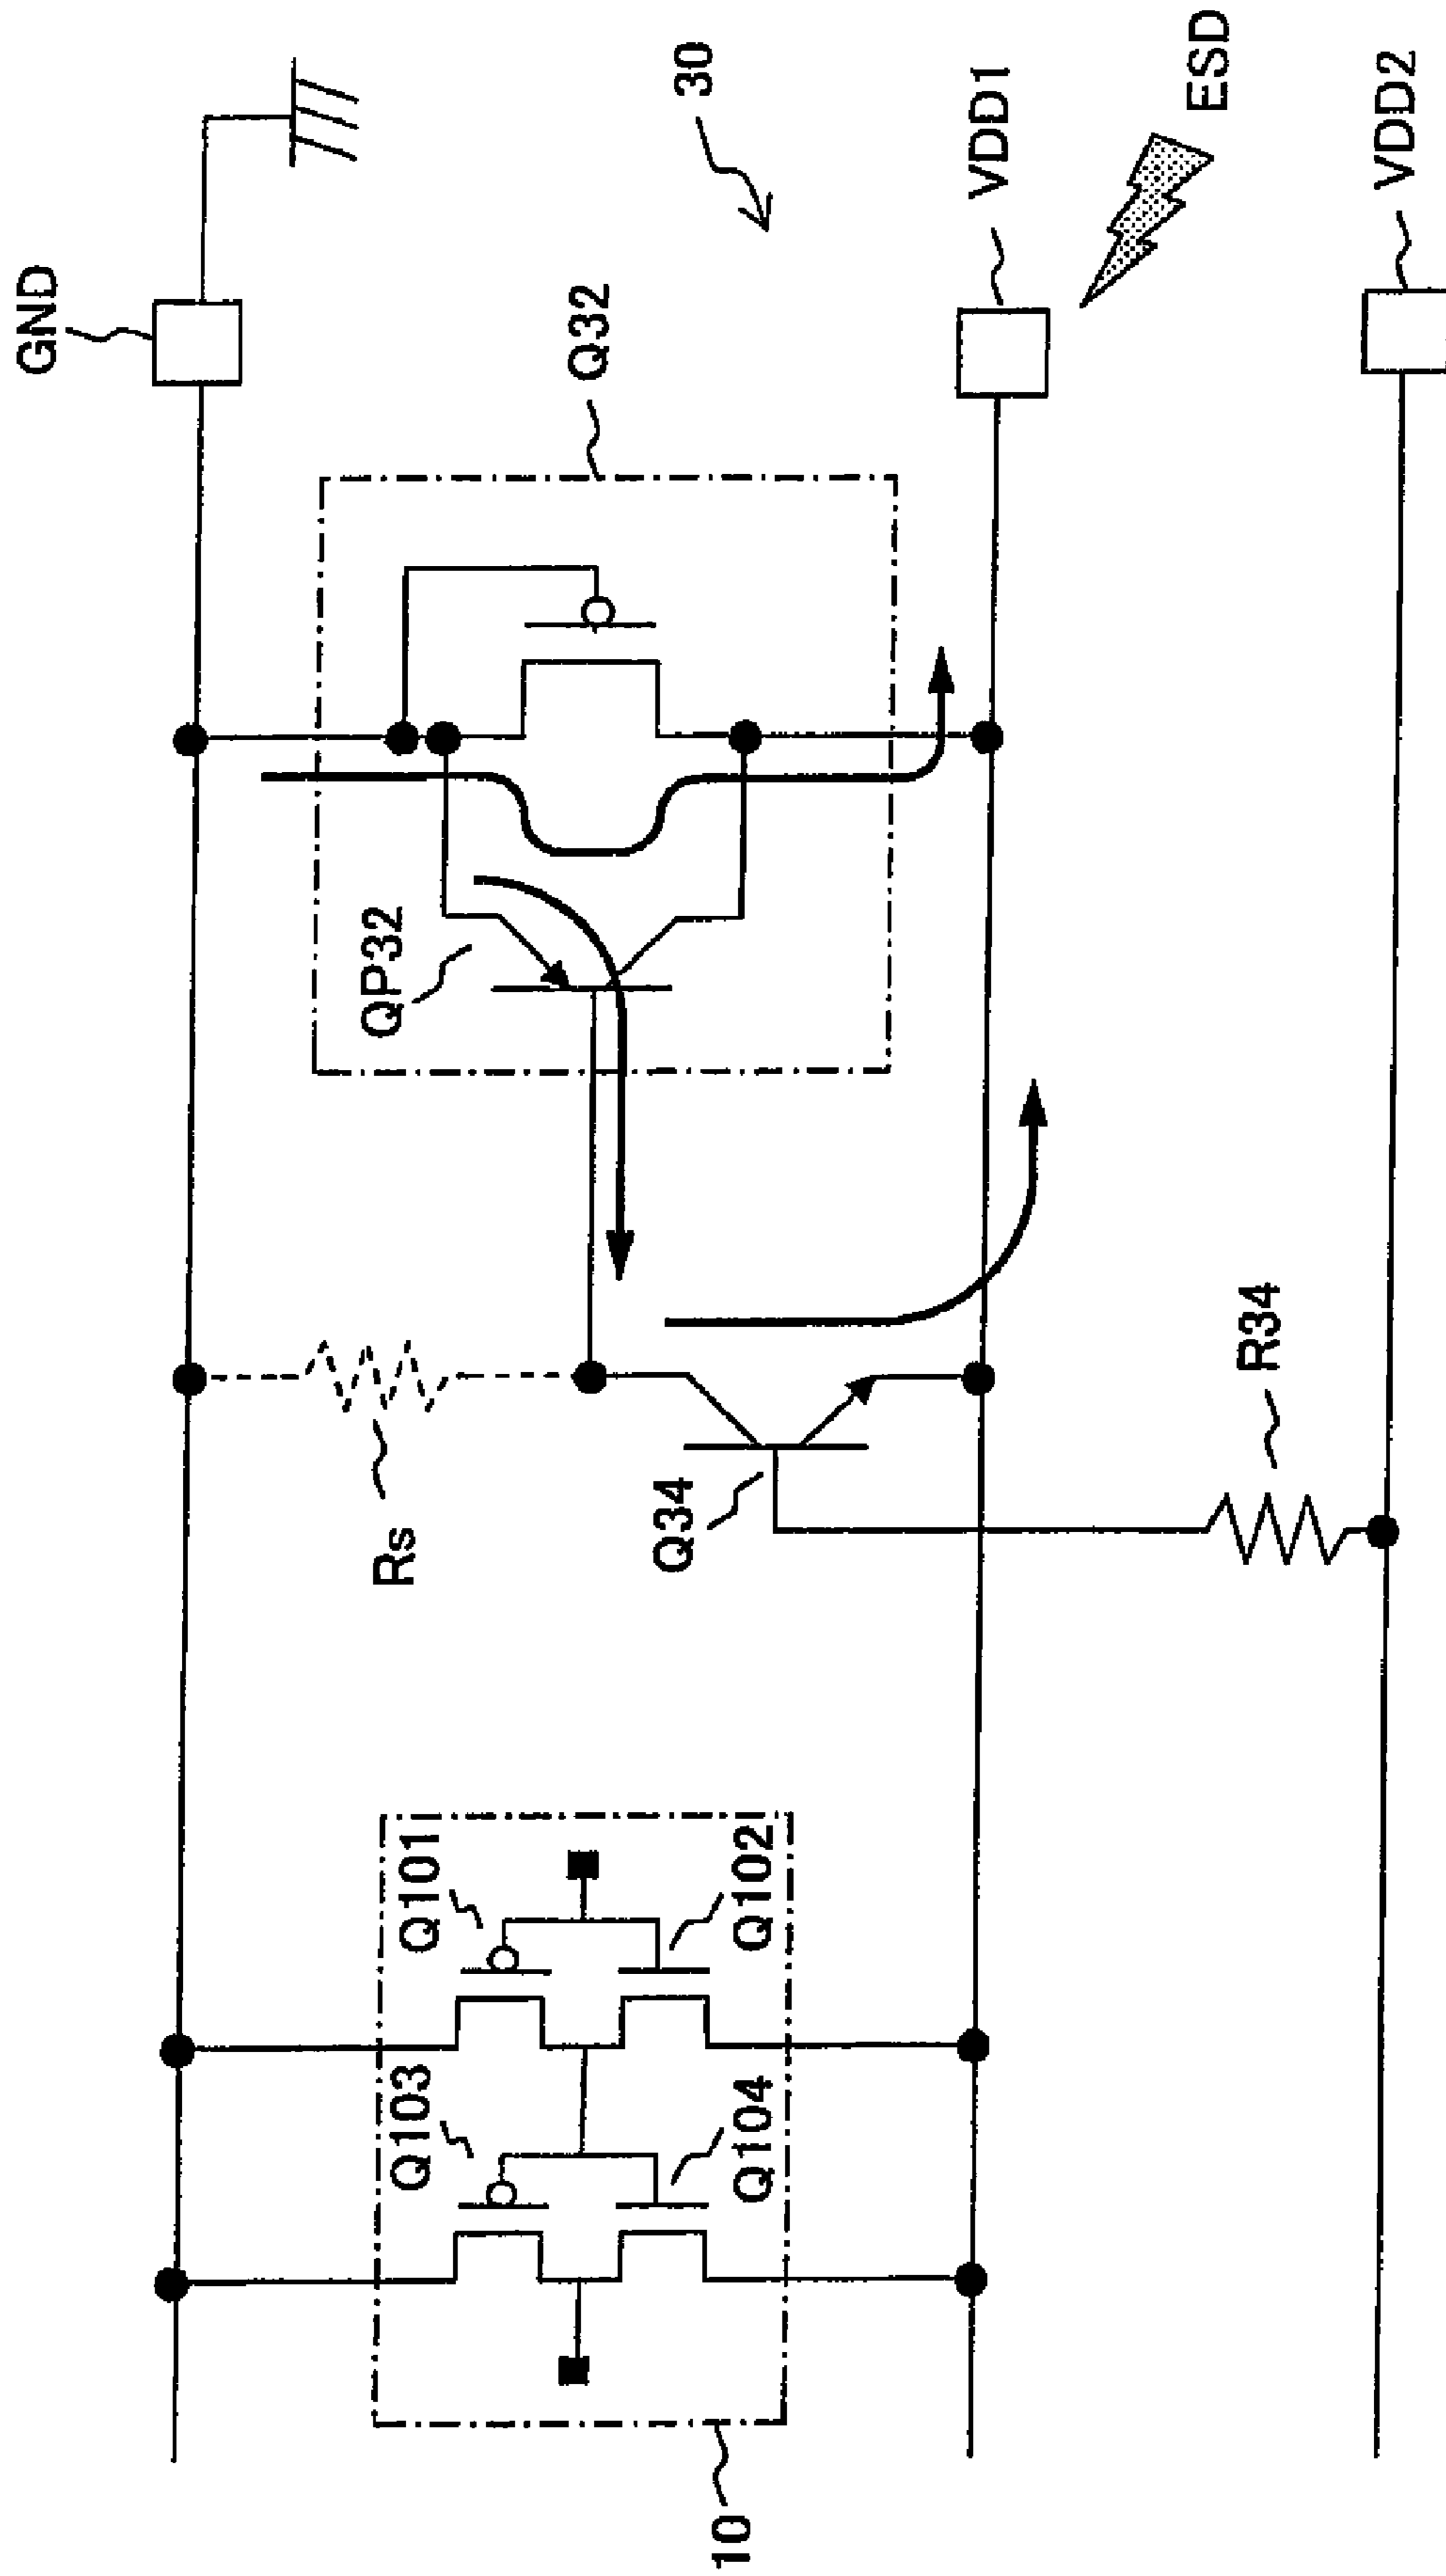 GND
30
Q32
VDD1
ESD
VDD2
QP32
Rs
Q34
R34
Q101
Q102
Q103
Q104
10